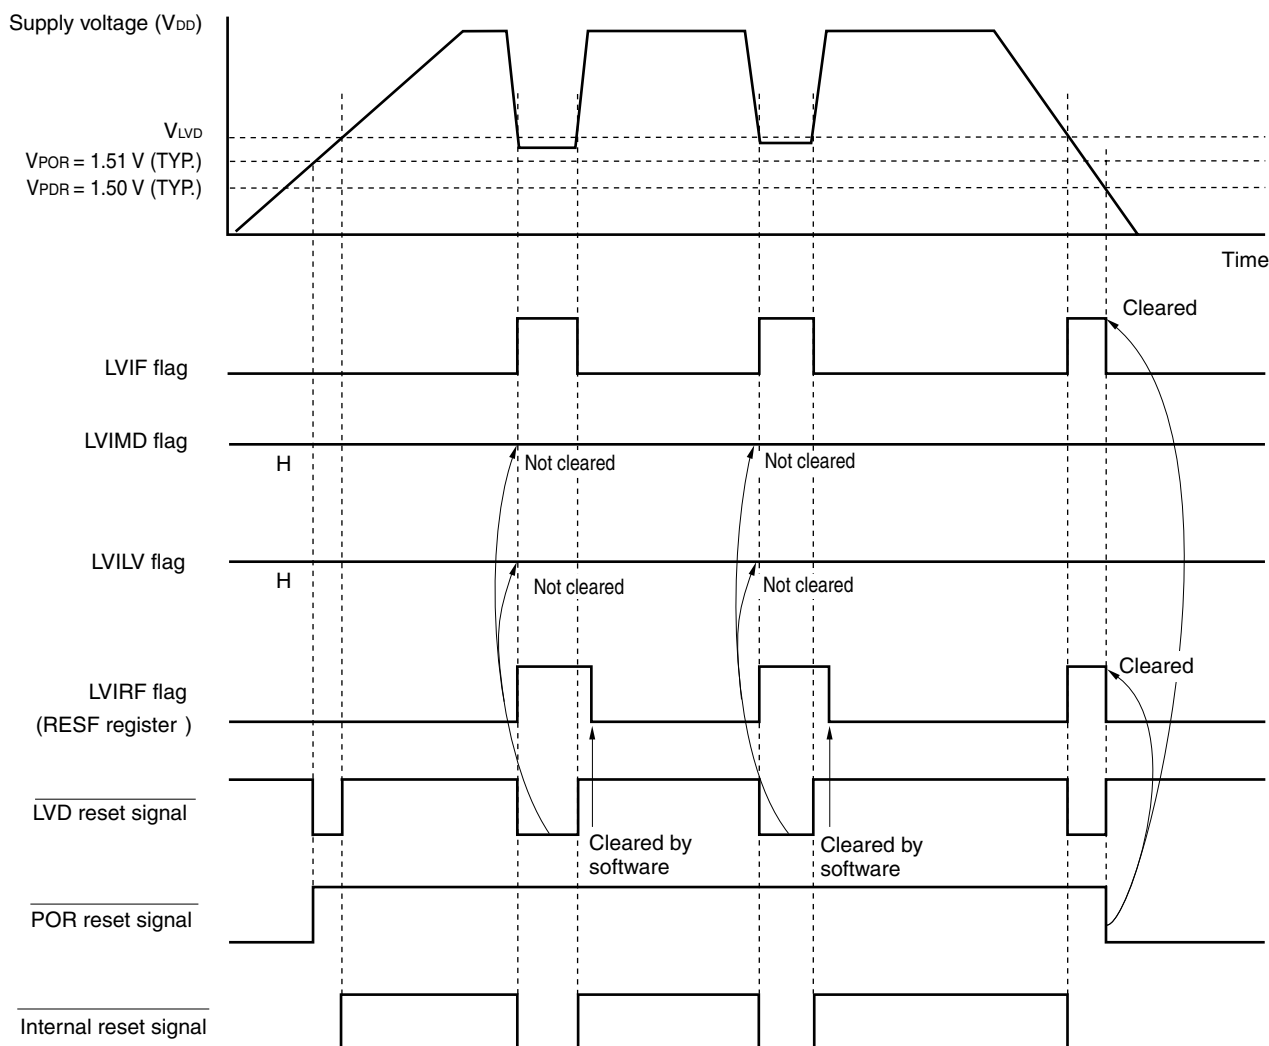 Supply voltage (VDD)
VLVD
VPOR = 1.51 V (TYP.)
VPDR = 1.50 V (TYP.)
Time
Cleared
LVIF flag
LVIMD flag
H
Not cleared
Not cleared
LVILV flag
H
Not cleared
Not cleared
Cleared
LVIRF flag
(RESF register )
LVD reset signal
Cleared by
software
Cleared by
software
POR reset signal
Internal reset signal